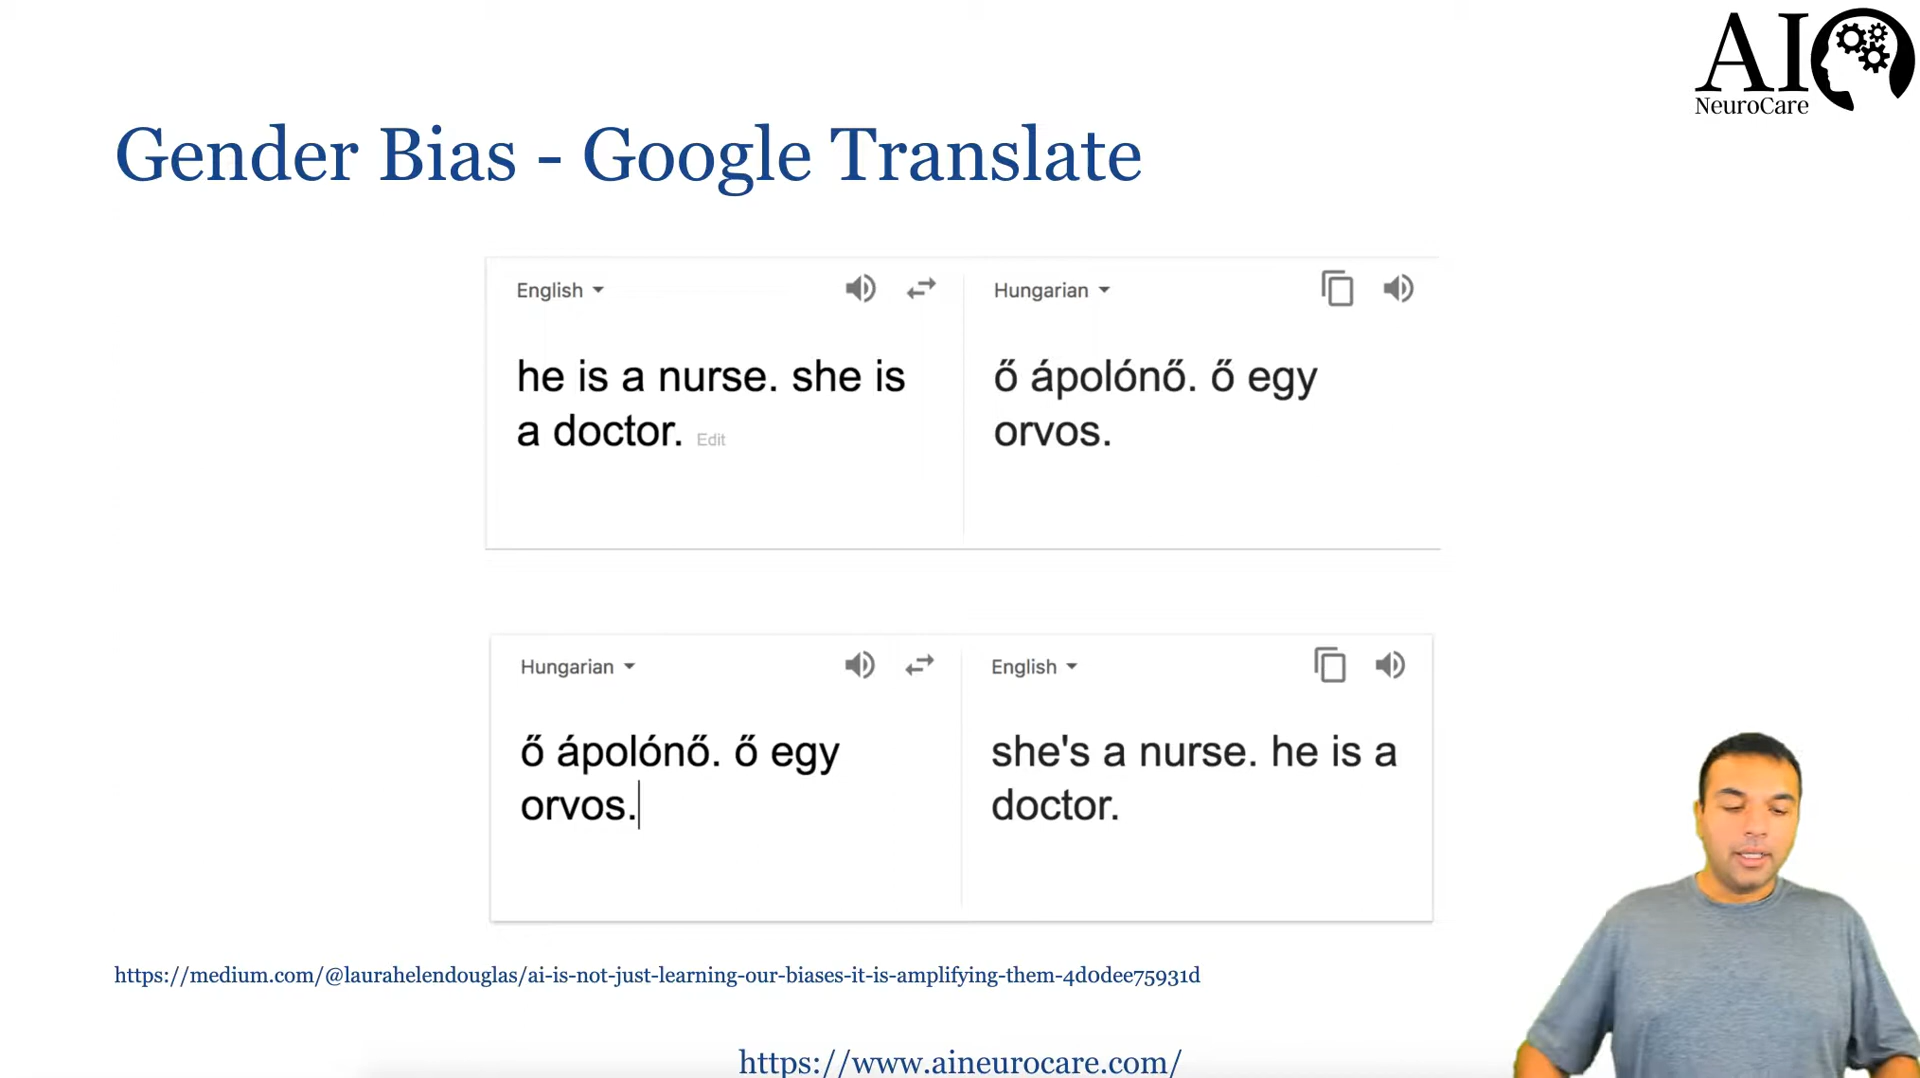 AI
NeuroCare
Gender Bias - Google Translate
English
Hungarian
he is a nurse. she is
a doctor. Edit
ő ápolónő. ő egy
orvos.
Hungarian
English
ő ápolónő. ő egy
orvos.
she's a nurse. he is a
doctor.
https://medium.com/@laurahelendouglas/ai-is-not-just-learning-our-biases-it-is-amplifying-them-4d0dee75931d
https://www.aineurocare.com/